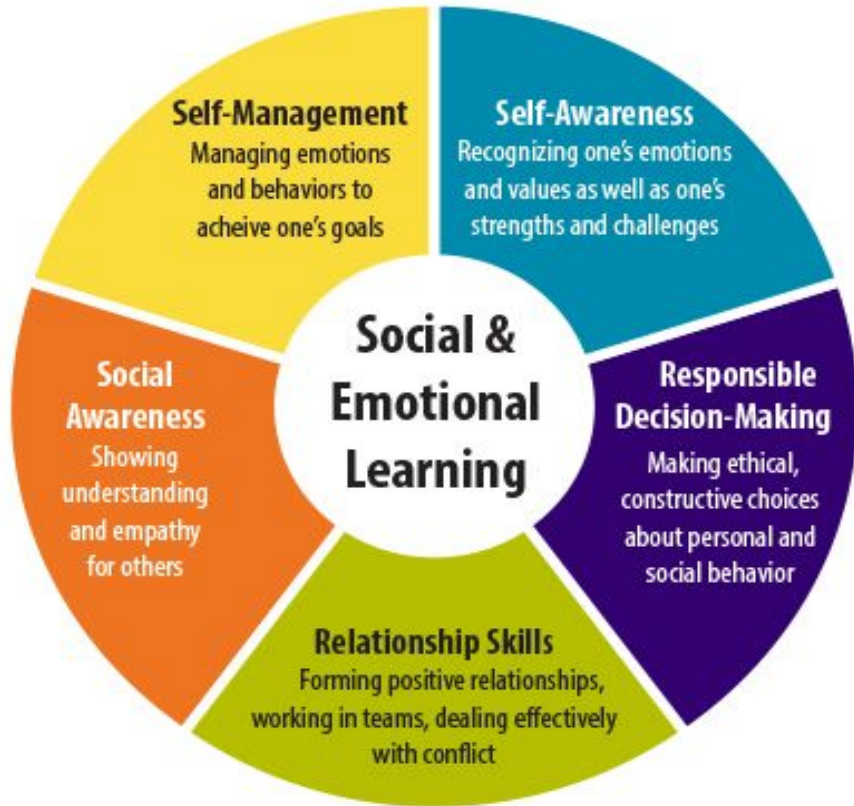 Self-Management
Managing emotions
and behaviors to
acheive one's goals
Self-Awareness
Recognizing one's emotions
and values as well as one's
strengths and challenges
Social
Awareness
Showing
understanding
and empathy
for others
Social &
Emotional
Learning
Responsible
Decision-Making
Making ethical,
constructive choices
about personal and
social behavior
Relationship Skills
Forming positive relationships,
working in teams, dealing effectively
with conflict